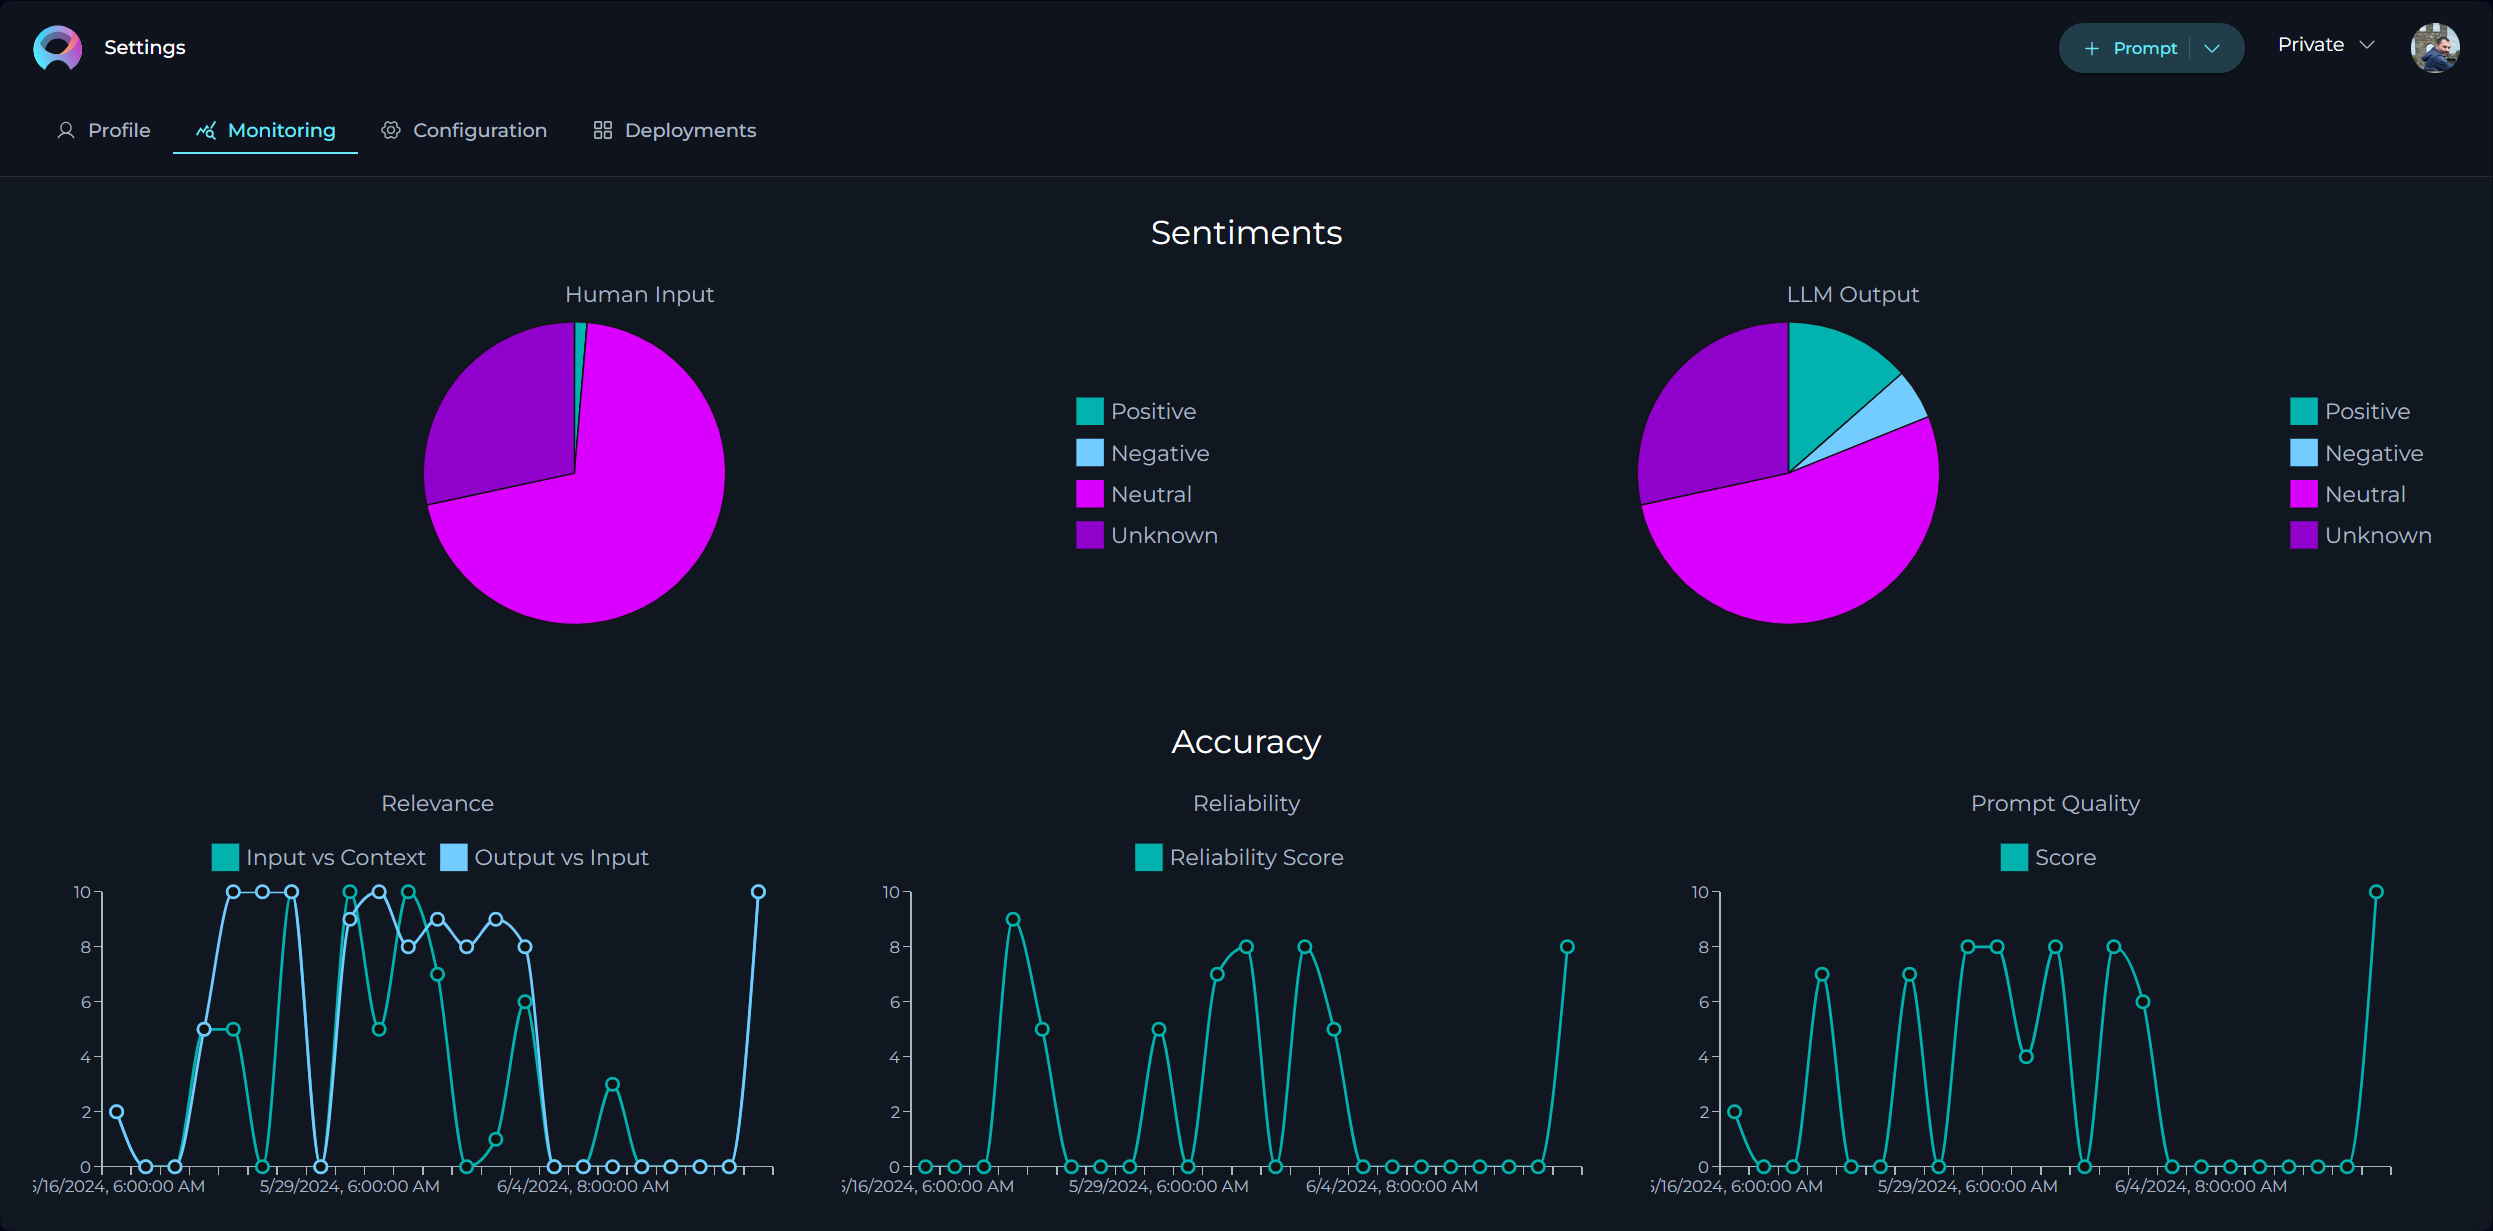 Settings
Prompt
Private
Profile
Monitoring
Configuration
Deployments
Sentiments
Human Input
Positive
Negative
Neutral
Unknown
LLM Output
Positive
Negative
Neutral
Unknown
Accuracy
Relevance
Input vs Context
Output vs Input
10
8
6
4
2
0
/16/2024, 6:00:00 AM
5/29/2024, 6:00:00 AM
6/4/2024, 8:00:00 AM
Reliability
Reliability Score
10
8
6
4
2
0
/16/2024, 6:00:00 AM
5/29/2024, 6:00:00 AM
6/4/2024, 8:00:00 AM
Prompt Quality
Score
10
8
6
4
2
0
/16/2024, 6:00:00 AM
5/29/2024, 6:00:00 AM
6/4/2024, 8:00:00 AM